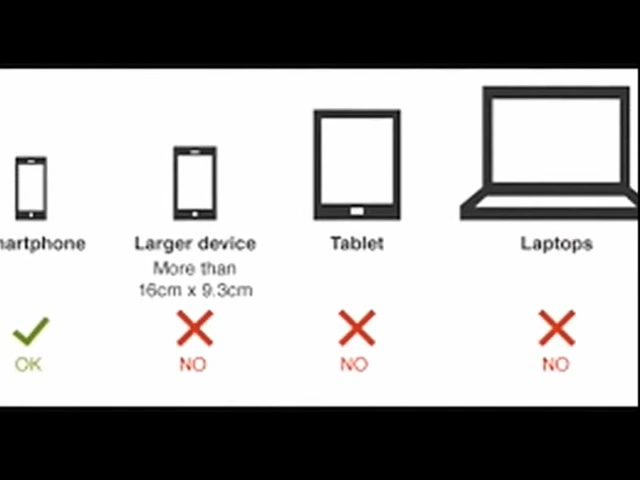 martphone Larger device Tablet Laptops
More than
16cm x 9.3cm
OK NO NO NO